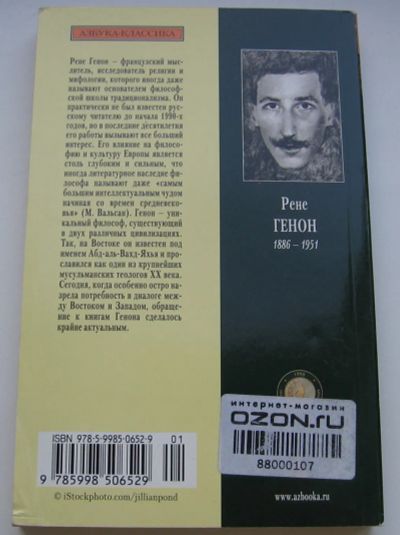 АЗБУКА-КЛАССИКА
Рене Генон – французский мыс-
литель, исследователь религии и
мифологии, которого иногда даже
называют основателем философ-
ской школы традиционализма. Он
практически не был известен рус-
скому читателю до начала 1990-х
годов, но в последние десятилетия
его работы вызывают все больший
интерес. Его влияние на филосо-
фию и культуру Европы является
столь глубоким и сильным, что
иногда литературное наследие фи-
лософа называют даже «самым
большим интеллектуальным чудом
начиная со времен средневеко-
вья» (М. Вальсан). Генон – уни-
кальный философ, существующий
в двух различных цивилизациях.
Так, на Востоке он известен под
именем Абд-аль-Вахд-Яхья и про-
славился как один из крупнейших
мусульманских теологов XX века.
Сегодня, когда особенно остро на-
зрела потребность в диалоге меж-
ду Востоком и Западом, обраще-
ние к книгам Генона сделалось
крайне актуальным.
Рене
ГЕНОН
1886 – 1951
интернет-магазин
OZON.ru
88000107
www.azbooka.ru
ISBN 978-5-9985-0652-9
01
9 785998 506529
© iStockphoto.com/jillianpond